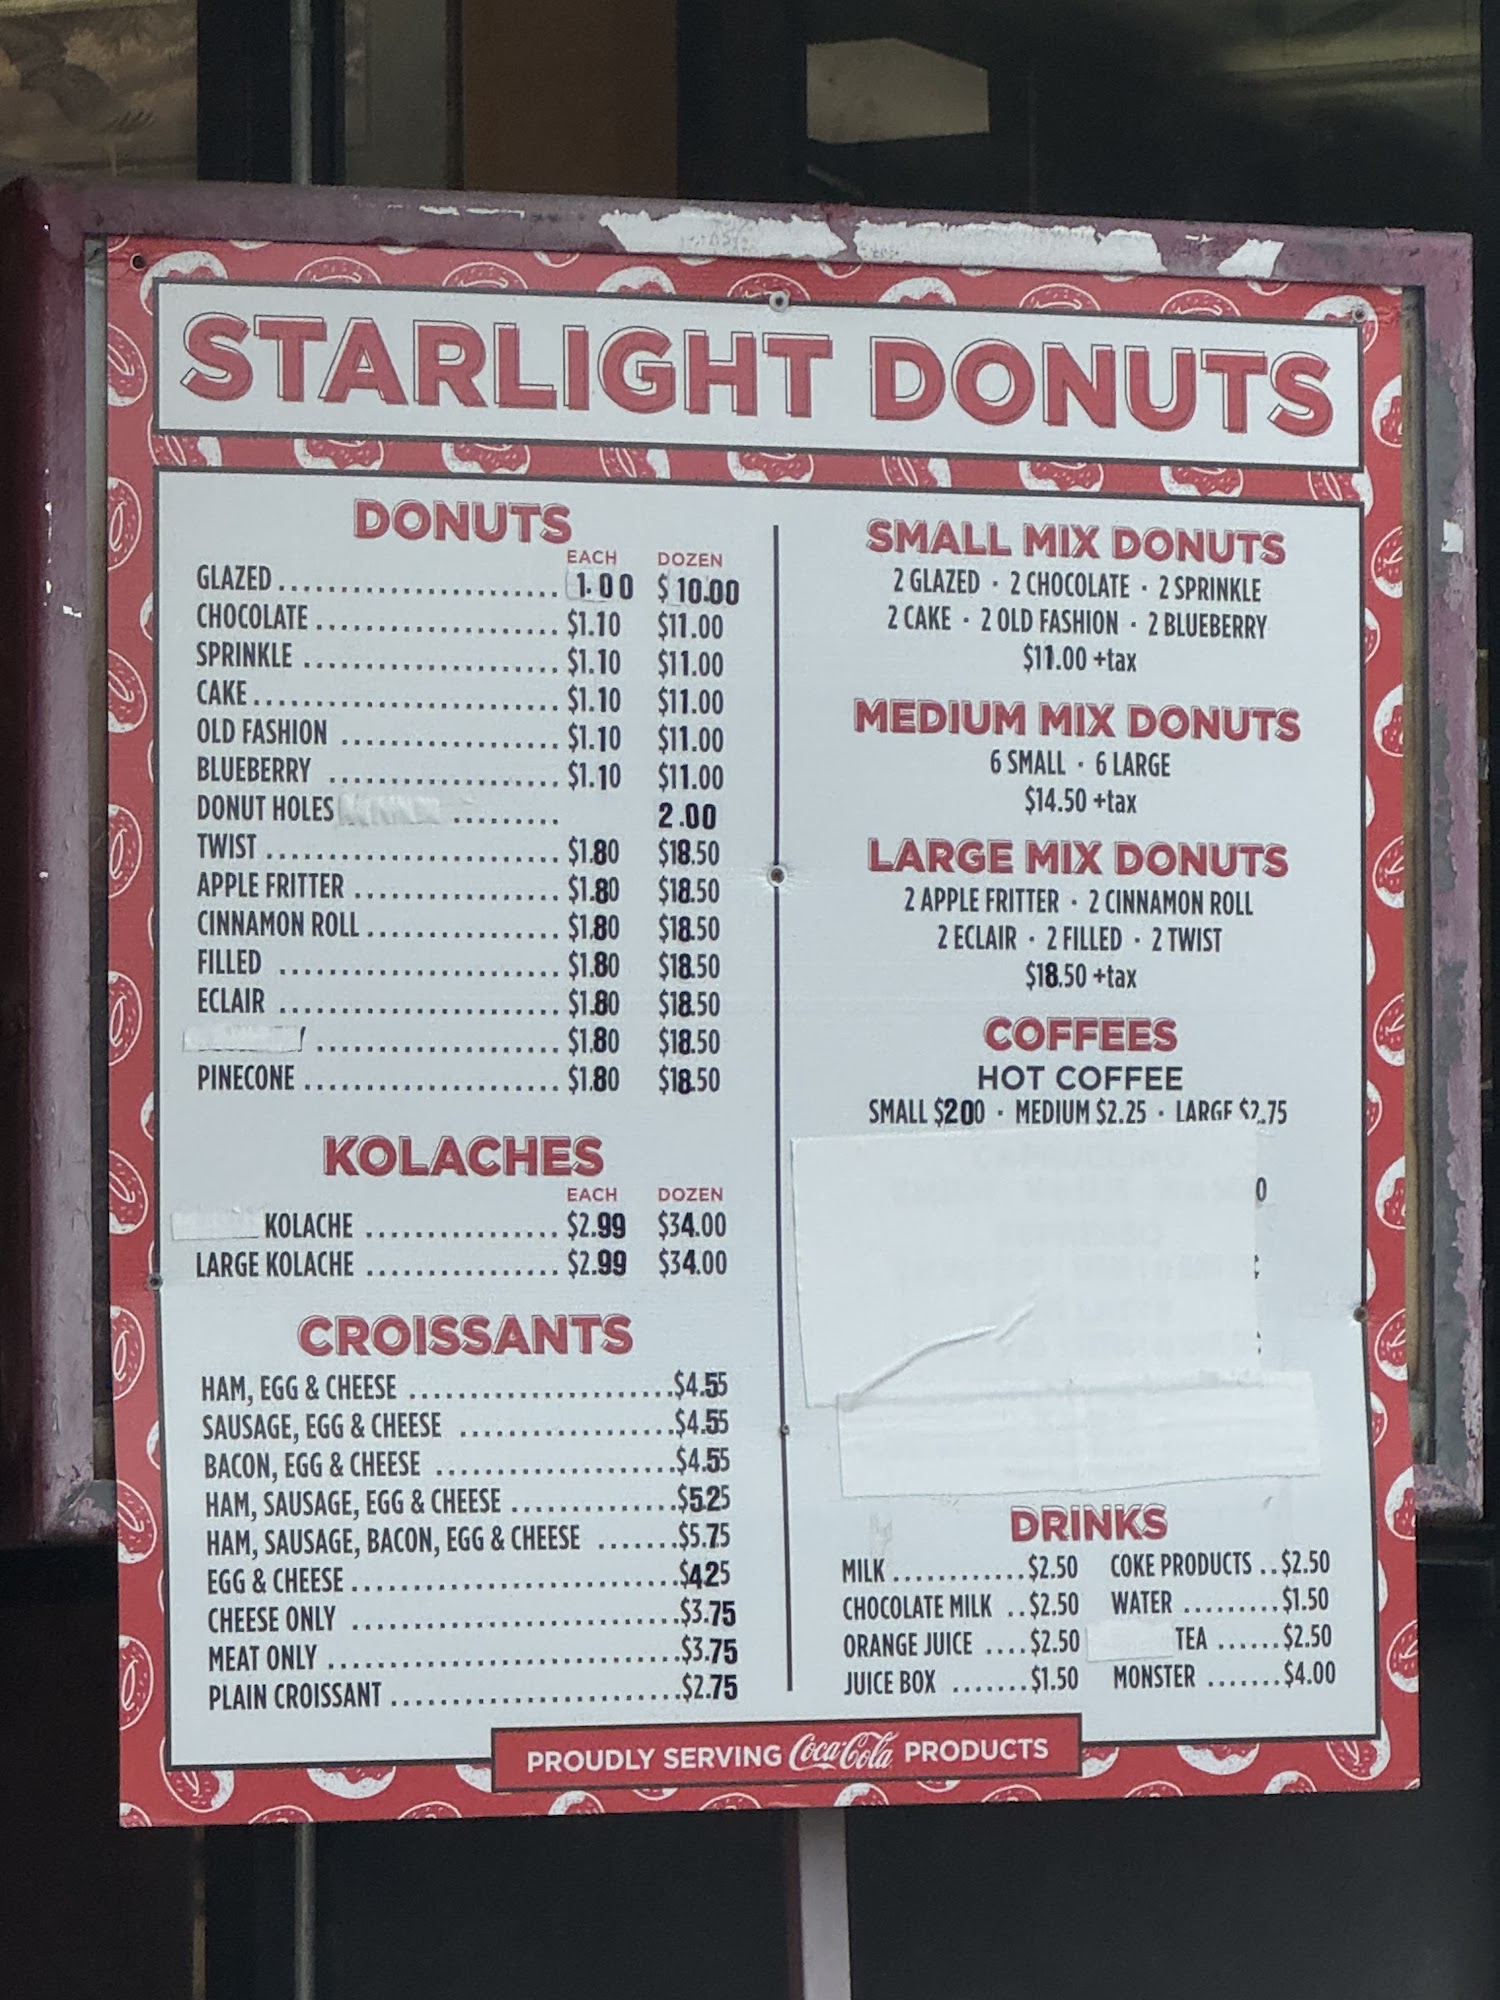 STARLIGHT DONUTS
DONUTS
EACH DOZEN
GLAZED ........................ 1.00 $ 10.00
CHOCOLATE .................... $1.10 $11.00
SPRINKLE ..................... $1.10 $11.00
CAKE ......................... $1.10 $11.00
OLD FASHION .................. $1.10 $11.00
BLUEBERRY .................... $1.10 $11.00
DONUT HOLES ......... 2.00
TWIST ........................ $1.80 $18.50
APPLE FRITTER ................ $1.80 $18.50
CINNAMON ROLL ................ $1.80 $18.50
FILLED ....................... $1.80 $18.50
ECLAIR ....................... $1.80 $18.50
..................... $1.80 $18.50
PINECONE ..................... $1.80 $18.50
KOLACHES
EACH DOZEN
KOLACHE ................ $2.99 $34.00
LARGE KOLACHE ................ $2.99 $34.00
CROISSANTS
HAM, EGG & CHEESE .......................$4.55
SAUSAGE, EGG & CHEESE ..................$4.55
BACON, EGG & CHEESE ....................$4.55
HAM, SAUSAGE, EGG & CHEESE ..............$5.25
HAM, SAUSAGE, BACON, EGG & CHEESE .......$5.75
EGG & CHEESE ............................$4.25
CHEESE ONLY ............................$3.75
MEAT ONLY ..............................$3.75
PLAIN CROISSANT .........................$2.75
SMALL MIX DONUTS
2 GLAZED · 2 CHOCOLATE · 2 SPRINKLE
2 CAKE · 2 OLD FASHION · 2 BLUEBERRY
$11.00 +tax
MEDIUM MIX DONUTS
6 SMALL · 6 LARGE
$14.50 +tax
LARGE MIX DONUTS
2 APPLE FRITTER · 2 CINNAMON ROLL
2 ECLAIR · 2 FILLED · 2 TWIST
$18.50 +tax
COFFEES
HOT COFFEE
SMALL $200 · MEDIUM $2.25 · LARGE $2.75
0
DRINKS
MILK ............$2.50 COKE PRODUCTS ..$2.50
CHOCOLATE MILK ..$2.50 WATER .........$1.50
ORANGE JUICE ....$2.50 TEA ......$2.50
JUICE BOX .......$1.50 MONSTER .......$4.00
PROUDLY SERVING Coca-Cola PRODUCTS